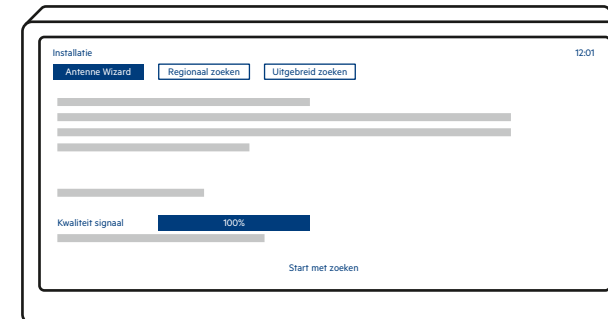 Installatie 12:01
Antenne Wizard Regionaal zoeken Uitgebreid zoeken
Kwaliteit signaal 100%
Start met zoeken